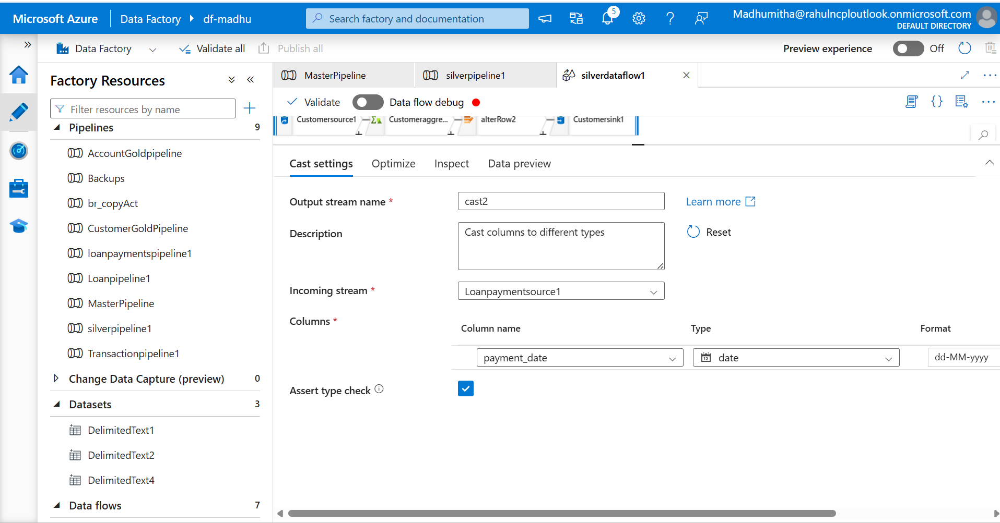 Microsoft Azure
Data Factory
df-madhu
Search factory and documentation
5
Madhumitha@rahulncploutlook.onmicrosoft.com
DEFAULT DIRECTORY
Data Factory
Validate all
Publish all
Preview experience
Off
Factory Resources
Filter resources by name
Pipelines 9
AccountGoldpipeline
Backups
br_copyAct
CustomerGoldPipeline
loanpaymentspipeline1
Loanpipeline1
MasterPipeline
silverpipeline1
Transactionpipeline1
Change Data Capture (preview) 0
Datasets 3
DelimitedText1
DelimitedText2
DelimitedText4
Data flows 7
MasterPipeline
silverpipeline1
silverdataflow1
Validate
Data flow debug
Customersource1
Customeraggre...
alterRow2
Customersink1
Cast settings
Optimize
Inspect
Data preview
Output stream name *
cast2
Learn more
Description
Cast columns to different types
Reset
Incoming stream *
Loanpaymentsource1
Columns *
Column name
Type
Format
payment_date
12
date
dd-MM-yyyy
Assert type check